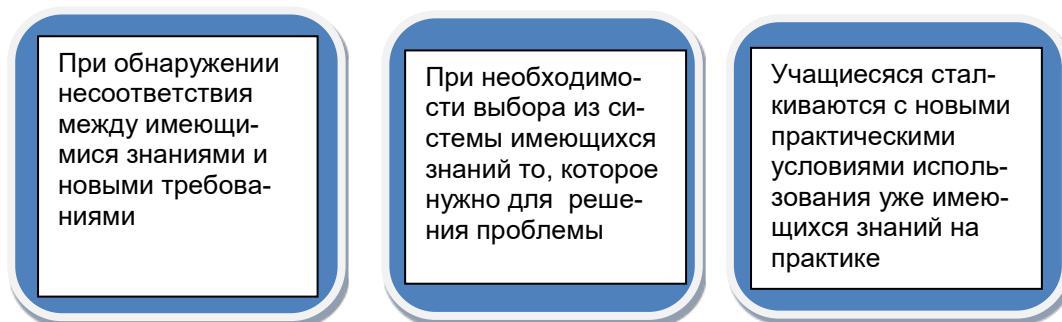 При обнаружении
несоответствия
между имеющи-
мися знаниями и
новыми требова-
ниями
При необходимо-
сти выбора из си-
стемы имеющихся
знаний то, которое
нужно для реше-
ния проблемы
Учащиесяся стал-
киваются с новыми
практическими
условиями исполь-
зования уже имею-
щихся знаний на
практике